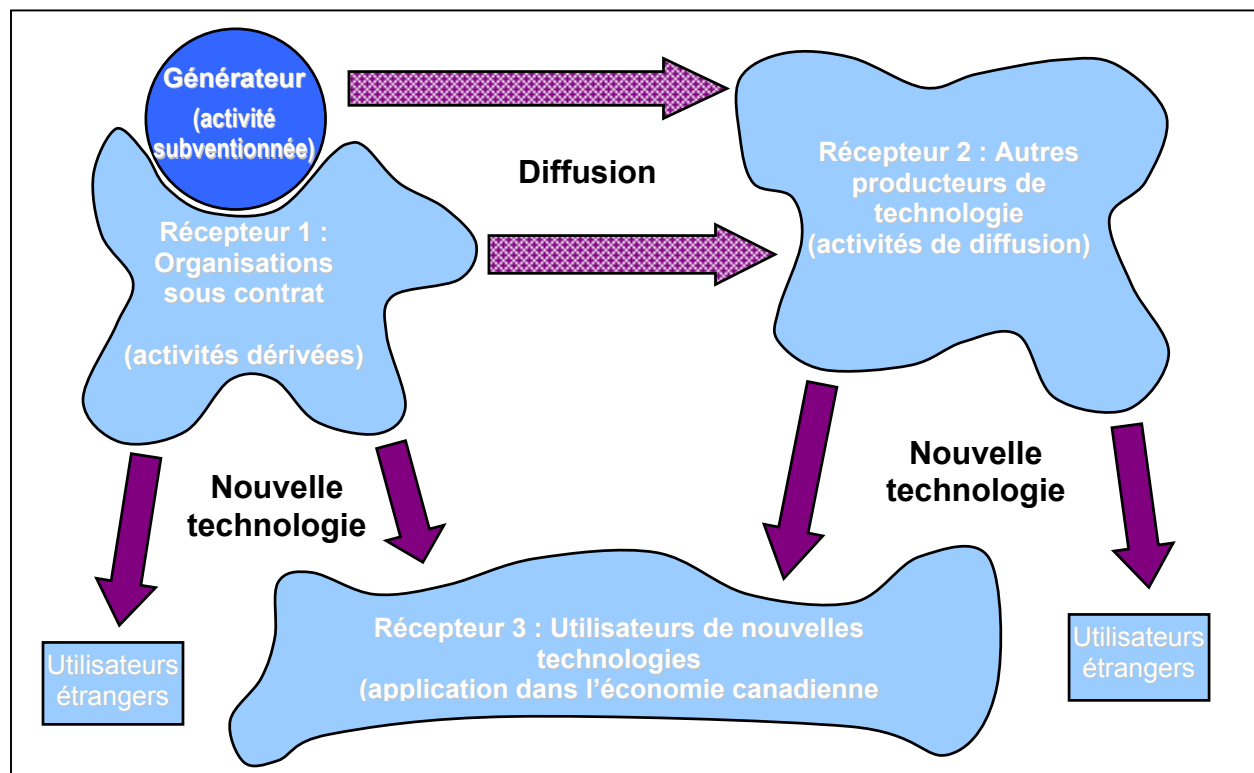 Générateur
(activité
subventionnée)
Diffusion
Récepteur 1 :
Organisations
sous contrat
(activités dérivées)
Récepteur 2 : Autres
producteurs de
technologie
(activités de diffusion)
Nouvelle
technologie
Nouvelle
technologie
Utilisateurs
étrangers
Récepteur 3 : Utilisateurs de nouvelles
technologies
(application dans l’économie canadienne
Utilisateurs
étrangers